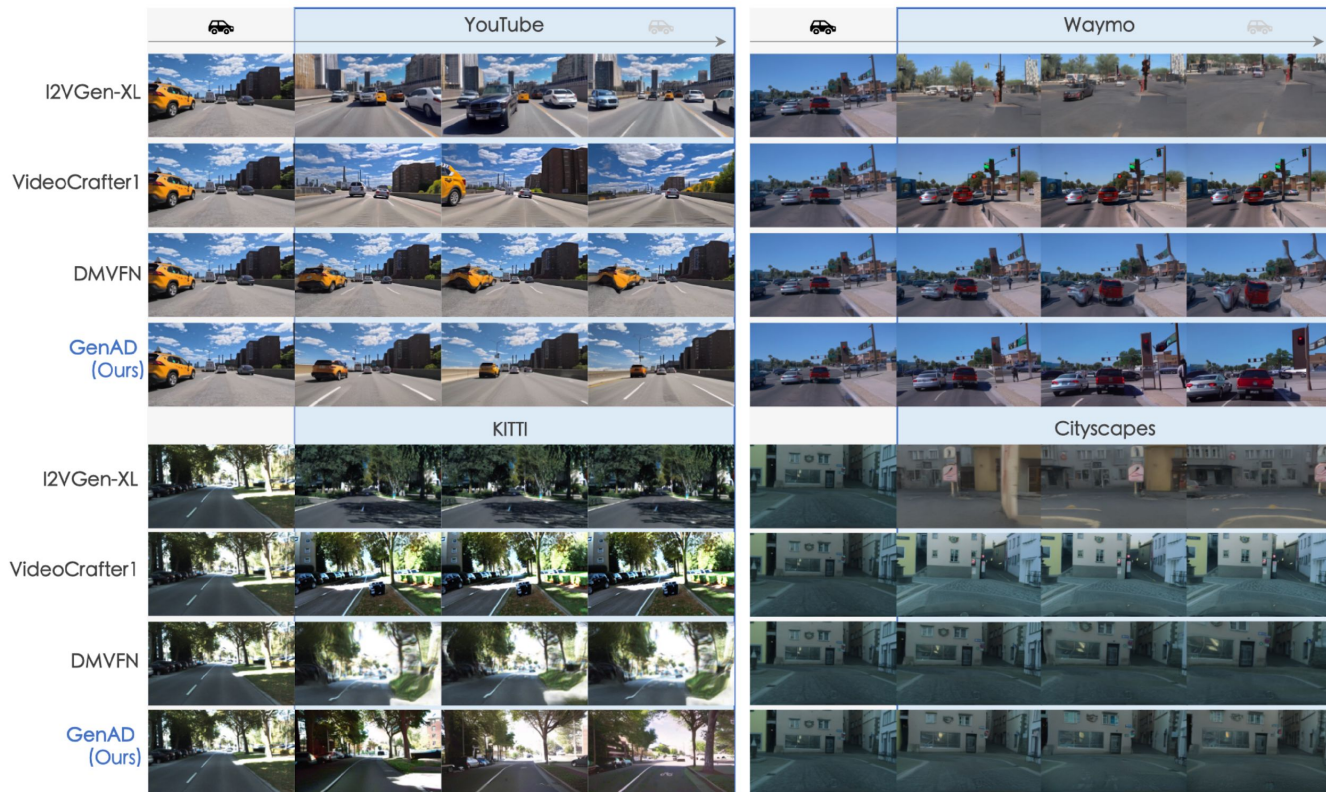 YouTube
Waymo
I2VGen-XL
VideoCrafter1
DMVFN
GenAD
(Ours)
KITTI
Cityscapes
I2VGen-XL
VideoCrafter1
DMVFN
GenAD
(Ours)